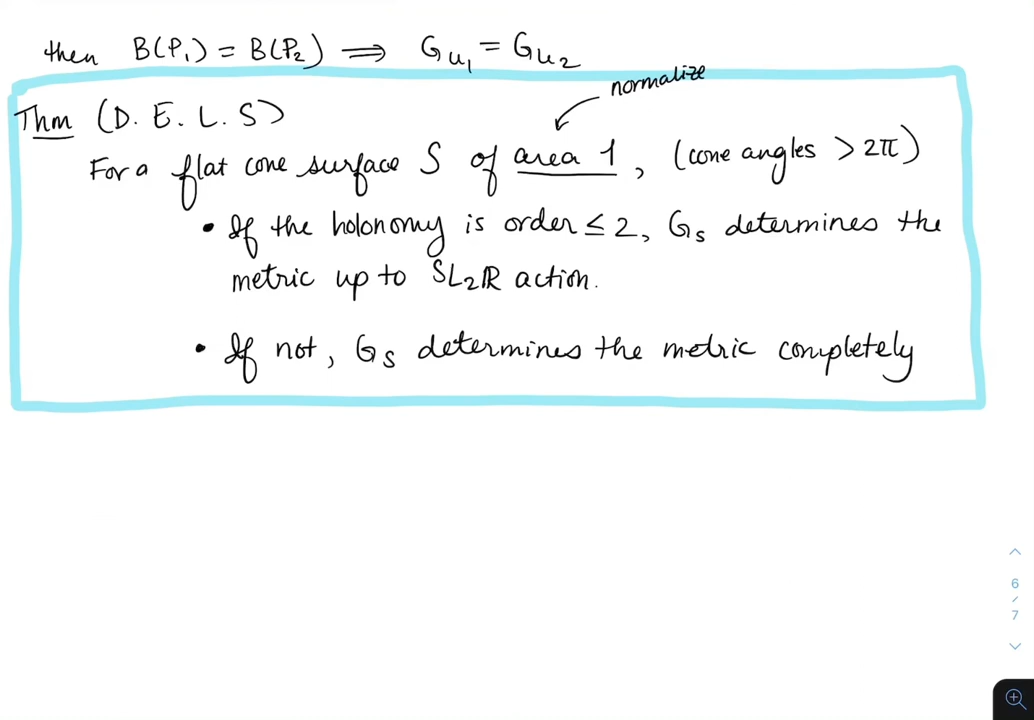 then B(P₁) = B(P₂) ⟹ G_{u₁} = G_{u₂}
normalize
Thm (D. E. L. S)
For a flat cone surface S of area 1, (cone angles > 2π)
• If the holonomy is order ≤ 2, G_S determines the
metric up to SL₂ℝ action.
• If not, G_S determines the metric completely
6
/
7